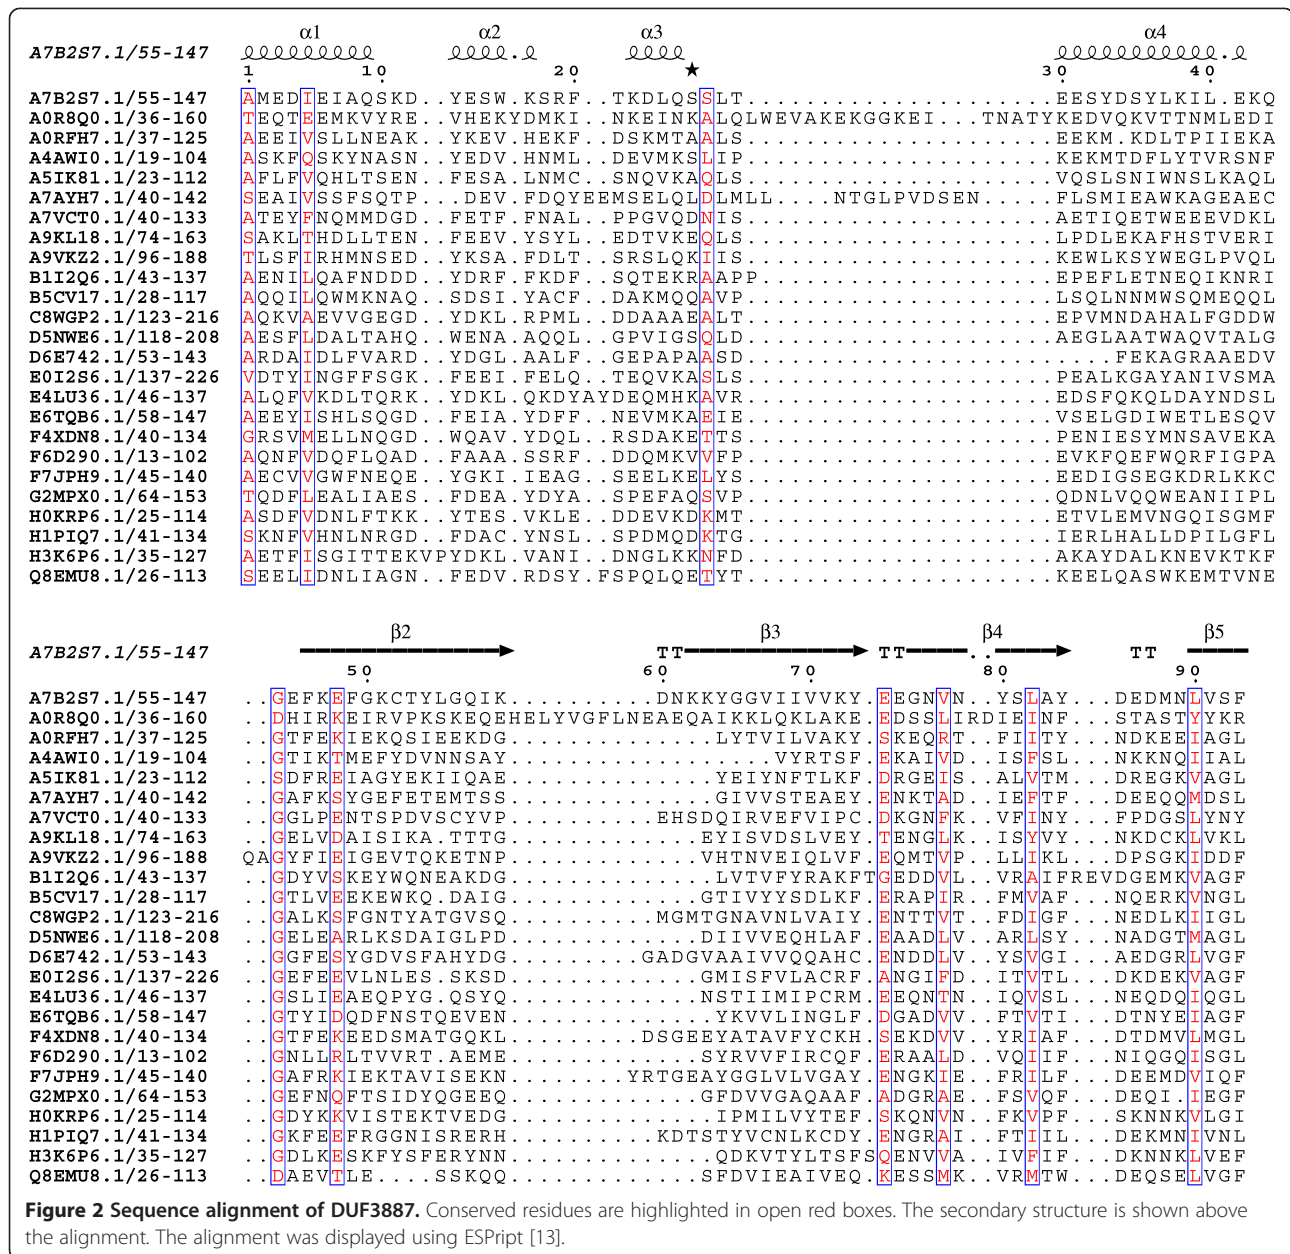 α1 α2 α3 α4
A7B2S7.1/55-147
1 10 20 ★ 30 40
A7B2S7.1/55-147 AMEDIEIAQSKD..YESW.KSRF..TKDLQSSLT.....................EESYDSYLKIL.EKQ
A0R8Q0.1/36-160 TEQTEEMKVYRE..VHEKYDMKI..NKEINKALQLWEVAKEKGGKEI...TNATYKEDVQKVTTNMLEDI
A0RFH7.1/37-125 AEEIVSLLNEAK..YKEV.HEKF..DSKMTAALS.....................EEKM.KDLTPIIEKA
A4AWI0.1/19-104 ASKFQSKYNASN..YEDV.HNML..DEVMKSLIP.....................KEKMTDFLYTVRSNF
A5IK81.1/23-112 AFLFVQHLTSEN..FESA.LNMC..SNQVKAQLS.....................VQSLSNIWNSLKAQL
A7AYH7.1/40-142 SEAIVSSFSQTP...DEV.FDQYEEMSELQLDLMLL....NTGLPVDSEN.....FLSMIEAWKAGEAEC
A7VCT0.1/40-133 ATEYFNQMMDGD..FETF.FNAL..PPGVQDNIS.....................AETIQETWEEEVDKL
A9KL18.1/74-163 SAKLTHDLLTEN..FEEV.YSYL..EDTVKEQLS.....................LPDLEKAFHSTVERI
A9VKZ2.1/96-188 TLSFIRHMNSED..YKSA.FDLT..SRSLQKIIS.....................KEWLKSYWEGLPVQL
B1I2Q6.1/43-137 AENILQAFNDDD..YDRF.FKDF..SQTEKRAAPP....................EPEFLETNEQIKNRI
B5CV17.1/28-117 AQQILQWMKNAQ..SDSI.YACF..DAKMQQAVP.....................LSQLNNMWSQMEQQL
C8WGP2.1/123-216 AQKVAEVVGEGD..YDKL.RPML..DDAAAEALT.....................EPVMNDAHALFGDDW
D5NWE6.1/118-208 AESFLDALTAHQ..WENA.AQQL..GPVIGSQLD.....................AEGLAATWAQVTALG
D6E742.1/53-143 ARDAIDLFVARD..YDGL.AALF..GEPAPAASD.........................FEKAGRAAEDV
E0I2S6.1/137-226 VDTYINGFFSGK..FEEI.FELQ..TEQVKASLS.....................PEALKGAYANIVSMA
E4LU36.1/46-137 ALQFVKDLTQRK..YDKL.QKDYAYDEQMHKAVR.....................EDSFQKQLDAYNDSL
E6TQB6.1/58-147 AEEYISHLSQGD..FEIA.YDFF..NEVMKAEIE.....................VSELGDIWETLESQV
F4XDN8.1/40-134 GRSVMELLNQGD..WQAV.YDQL..RSDAKETTS.....................PENIESYMNSAVEKA
F6D290.1/13-102 AQNFVDQFLQAD..FAAA.SSRF..DDQMKVVFP.....................EVKFQEFWQRFIGPA
F7JPH9.1/45-140 AECVVGWFNEQE..YGKI.IEAG..SEELKELYS.....................EEDIGSEGKDRLKKC
G2MPX0.1/64-153 TQDFLEALIAES..FDEA.YDYA..SPEFAQSVP.....................QDNLVQQWEANIIPL
H0KRP6.1/25-114 ASDFVDNLFTKK..YTES.VKLE..DDEVKDKMT.....................ETVLEMVNGQISGMF
H1PIQ7.1/41-134 SKNFVHNLNRGD..FDAC.YNSL..SPDMQDKTG.....................IERLHALLDPILGFL
H3K6P6.1/35-127 AETFISGITTEKVPYDKL.VANI..DNGLKKNFD.....................AKAYDALKNEVKTKF
Q8EMU8.1/26-113 SEELIDNLIAGN..FEDV.RDSY.FSPQLQETYT.....................KEELQASWKEMTVNE
β2 β3 β4 β5
A7B2S7.1/55-147 TT TT .. TT
50 60 70 80 90
A7B2S7.1/55-147 ..GEFKEFGKCTYLGQIK..........DNKKYGGVIIVVKY.EEGNVN..YSLAY...DEDMNLVSF
A0R8Q0.1/36-160 ..DHIRKEIRVPKSKEQEHELYVGFLNEAEQAIKKLQKLAKE.EDSSLIRDIEINF...STASTYYKR
A0RFH7.1/37-125 ..GTFEKIEKQSIEEKDG..............LYTVILVAKY.SKEQRT..FIITY...NDKEEIAGL
A4AWI0.1/19-104 ..GTIKTMEFYDVNNSAY..................VYRTSF.EKAIVD..ISFSL...NKKNQIIAL
A5IK81.1/23-112 ..SDFREIAGYEKIIQAE..............YEIYNFTLKF.DRGEIS..ALVTM...DREGKVAGL
A7AYH7.1/40-142 ..GAFKSYGEFETEMTSS..............GIVVSTEAEY.ENKTAD..IEFTF...DEEQQMDSL
A7VCT0.1/40-133 ..GGLPENTSPDVSCYVP..........EHSDQIRVEFVIPC.DKGNFK..VFINY...FPDGSLYNY
A9KL18.1/74-163 ..GELVDAISIKA.TTTG.............EYISVDSLVEY.TENGLK..ISYVY...NKDCKLVKL
A9VKZ2.1/96-188 QAGYFIEIGEVTQKETNP.............VHTNVEIQLVF.EQMTVP..LLIKL...DPSGKIDDF
B1I2Q6.1/43-137 ..GDYVSKEYWQNEAKDG..............LVTVFYRAKFTGEDDVL..VRAIFREVDGEMKVAGF
B5CV17.1/28-117 ..GTLVEEKEWKQ.DAIG.............GTIVYYSDLKF.ERAPIR..FMVAF...NQERKVNGL
C8WGP2.1/123-216 ..GALKSFGNTYATGVSQ..........MGMTGNAVNLVAIY.ENTTVT..FDIGF...NEDLKIIGL
D5NWE6.1/118-208 ..GELEARLKSDAIGLPD.............DIIVVEQHLAF.EAADLV..ARLSY...NADGTMAGL
D6E742.1/53-143 ..GGFESYGDVSFAHYDG.........GADGVAAIVVQQAHC.ENDDLV..YSVGI...AEDGRLVGF
E0I2S6.1/137-226 ..GEFEEVLNLES.SKSD.............GMISFVLACRF.ANGIFD..ITVTL...DKDEKVAGF
E4LU36.1/46-137 ..GSLIEAEQPYG.QSYQ.............NSTIIMIPCRM.EEQNTN..IQVSL...NEQDQIQGL
E6TQB6.1/58-147 ..GTYIDQDFNSTQEVEN..............YKVVLINGLF.DGADVV..FTVTI...DTNYEIAGF
F4XDN8.1/40-134 ..GTFEKEEDSMATGQKL.........DSGEEYATAVFYCKH.SEKDVV..YRIAF...DTDMVLMGL
F6D290.1/13-102 ..GNLLRLTVVRT.AEME.............SYRVVFIRCQF.ERAALD..VQIIF...NIQGQISGL
F7JPH9.1/45-140 ..GAFRKIEKTAVISEKN........YRTGEAYGGLVLVGAY.ENGKIE..FRILF...DEEMDVIQF
G2MPX0.1/64-153 ..GEFNQFTSIDYQGEEQ..............GFDVVGAQAAF.ADGRAE..FSVQF...DEQI.IEGF
H0KRP6.1/25-114 ..GDYKKVISTEKTVEDG..............IPMILVYTEF.SKQNVN..FKVPF...SKNNKVLGI
H1PIQ7.1/41-134 ..GKFEEFRGGNISRERH..........KDTSTYVCNLKCDY.ENGRAI..FTIIL...DEKMNIVNL
H3K6P6.1/35-127 ..GDLKESKFYSFERYNN..............QDKVTYLTSFSQENVVA..IVFIF...DKNNKLVEF
Q8EMU8.1/26-113 ..DAEVTLE....SSKQQ.............SFDVIEAIVEQ.KESSMK..VRMTW...DEQSELVGF
Figure 2 Sequence alignment of DUF3887. Conserved residues are highlighted in open red boxes. The secondary structure is shown above
the alignment. The alignment was displayed using ESPript [13].